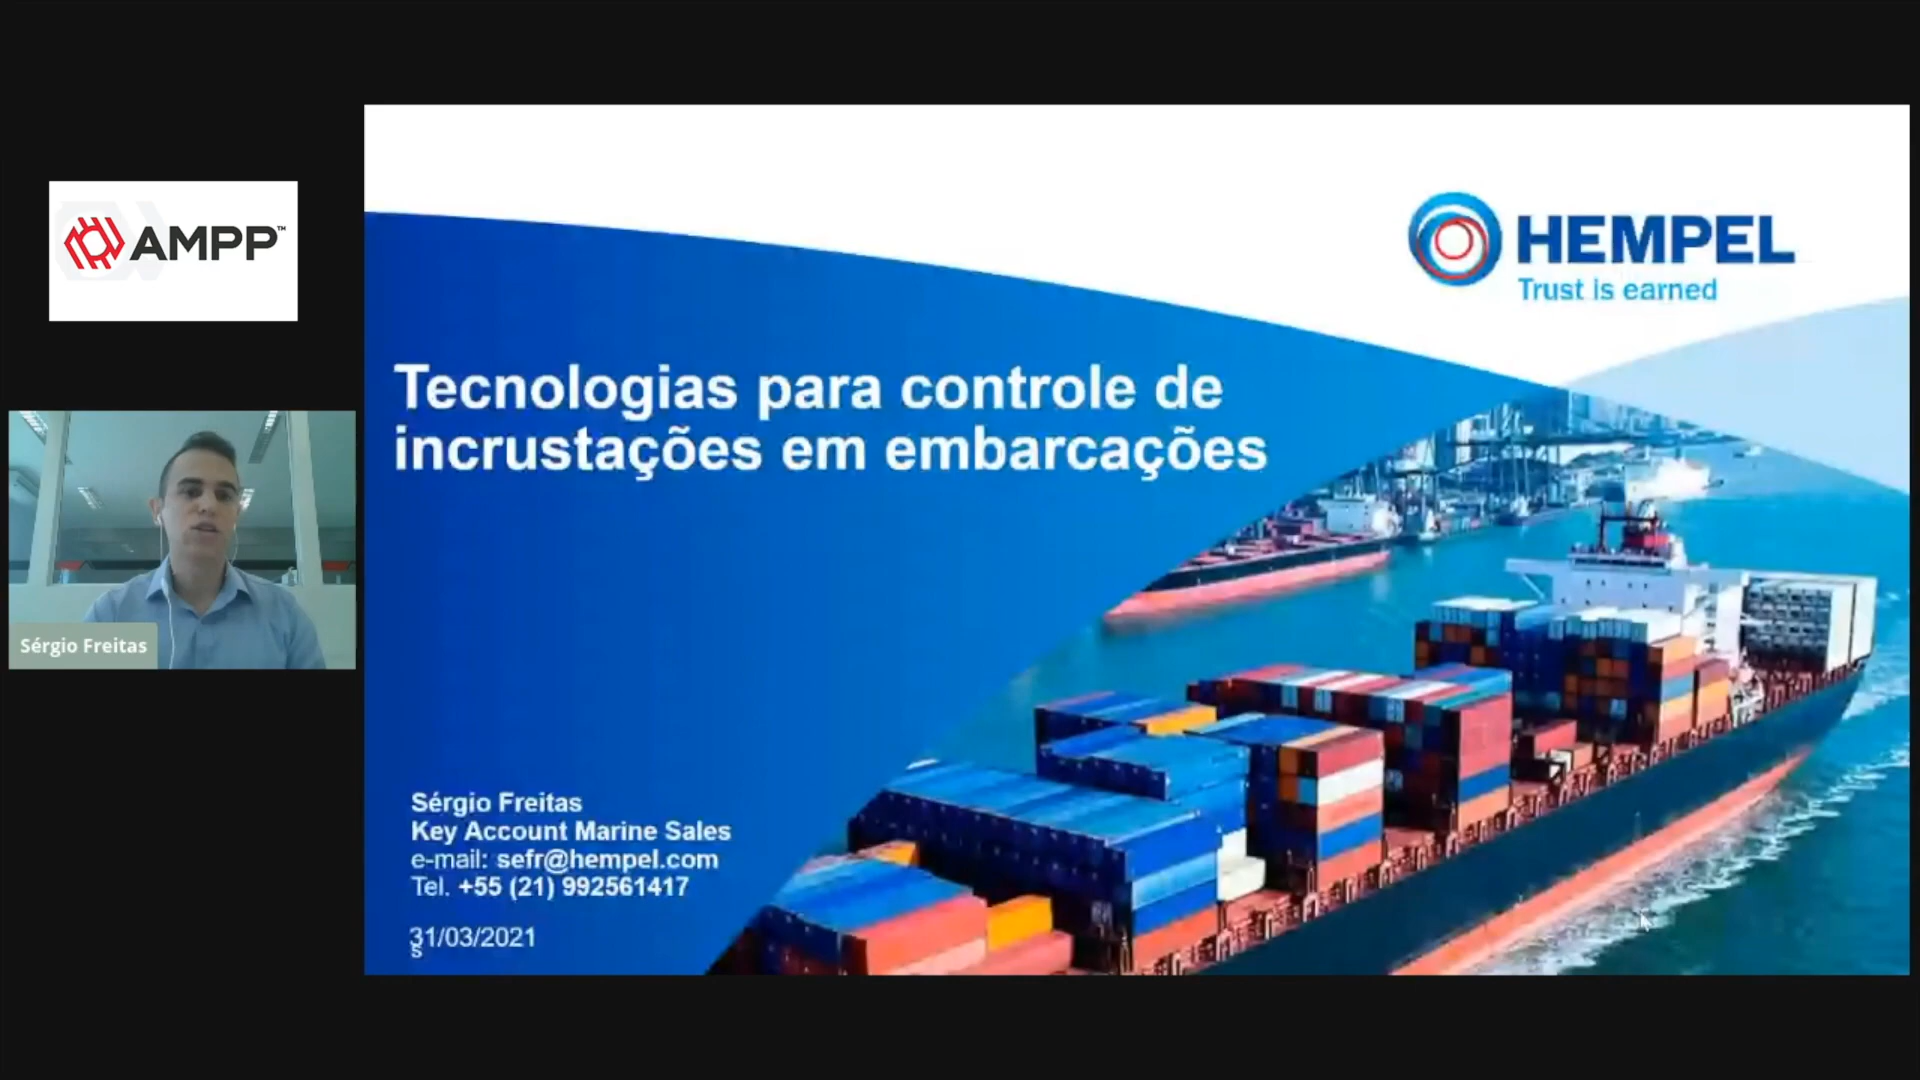 AMPP™
Sérgio Freitas
HEMPEL
Trust is earned
Tecnologias para controle de
incrustações em embarcações
Sérgio Freitas
Key Account Marine Sales
e-mail: sefr@hempel.com
Tel. +55 (21) 992561417
31/03/2021
s